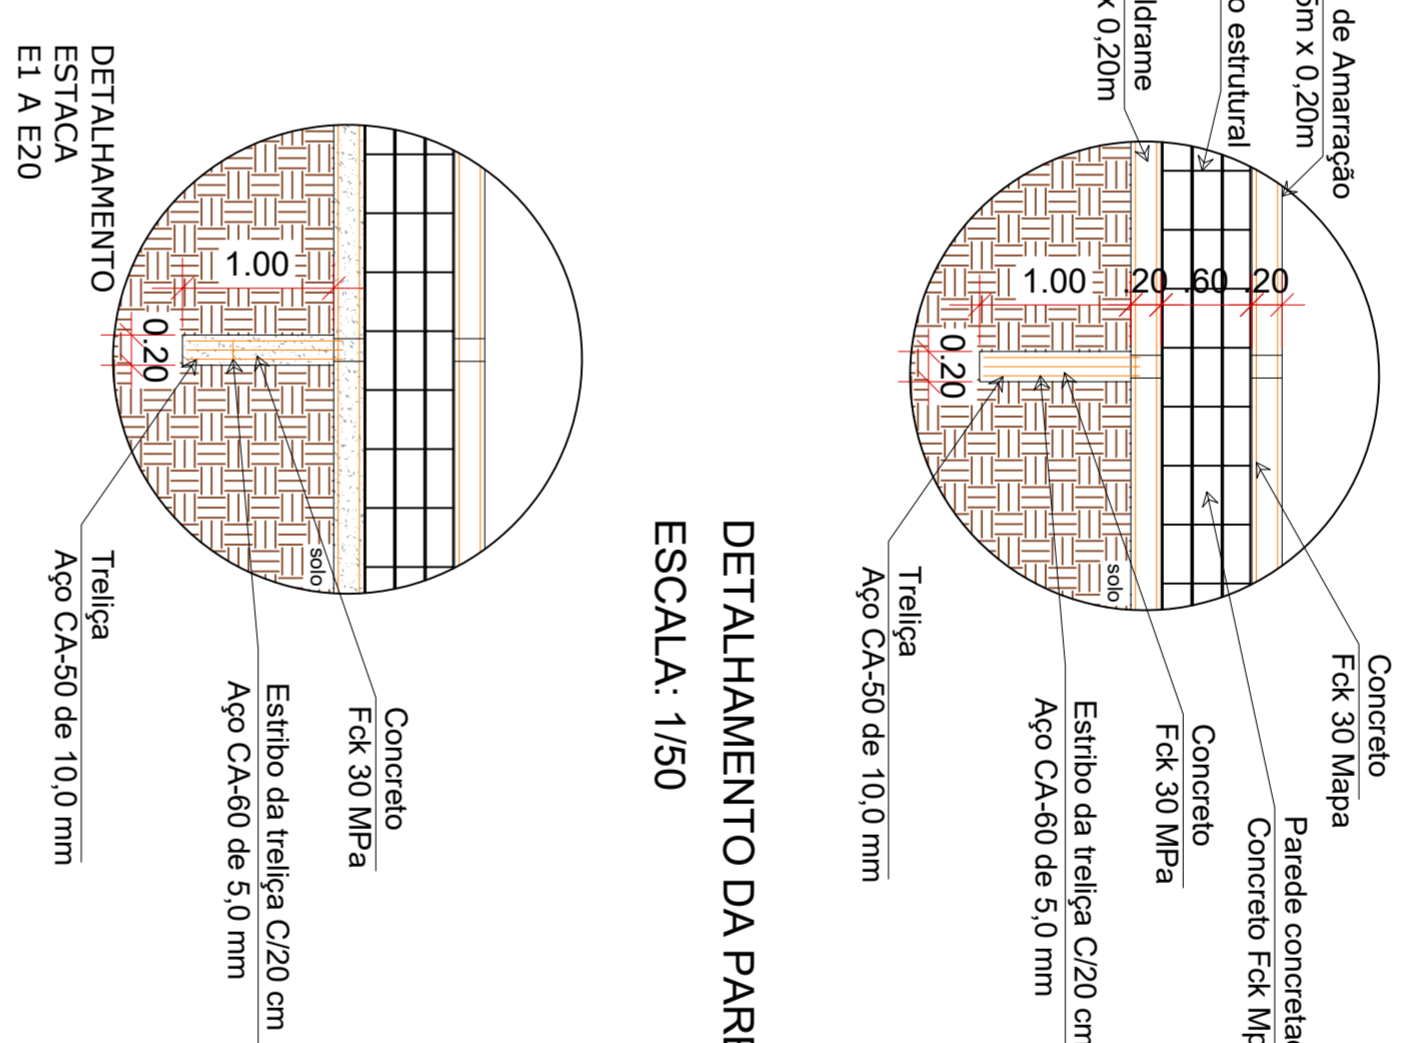 de Amarração
5m x 0,20m
o estrutural
ldrame
x 0,20m
.20
.60
.20
1.00
0.20
solo
Concreto
Fck 30 Mapa
Parede concretad
Concreto Fck Mp
Concreto
Fck 30 MPa
Estribo da treliça C/20 cm
Aço CA-60 de 5,0 mm
Treliça
Aço CA-50 de 10,0 mm
DETALHAMENTO DA PARE
ESCALA: 1/50
1.00
0.20
solo
Concreto
Fck 30 MPa
Estribo da treliça C/20 cm
Aço CA-60 de 5,0 mm
Treliça
Aço CA-50 de 10,0 mm
DETALHAMENTO
ESTACA
E1 A E20